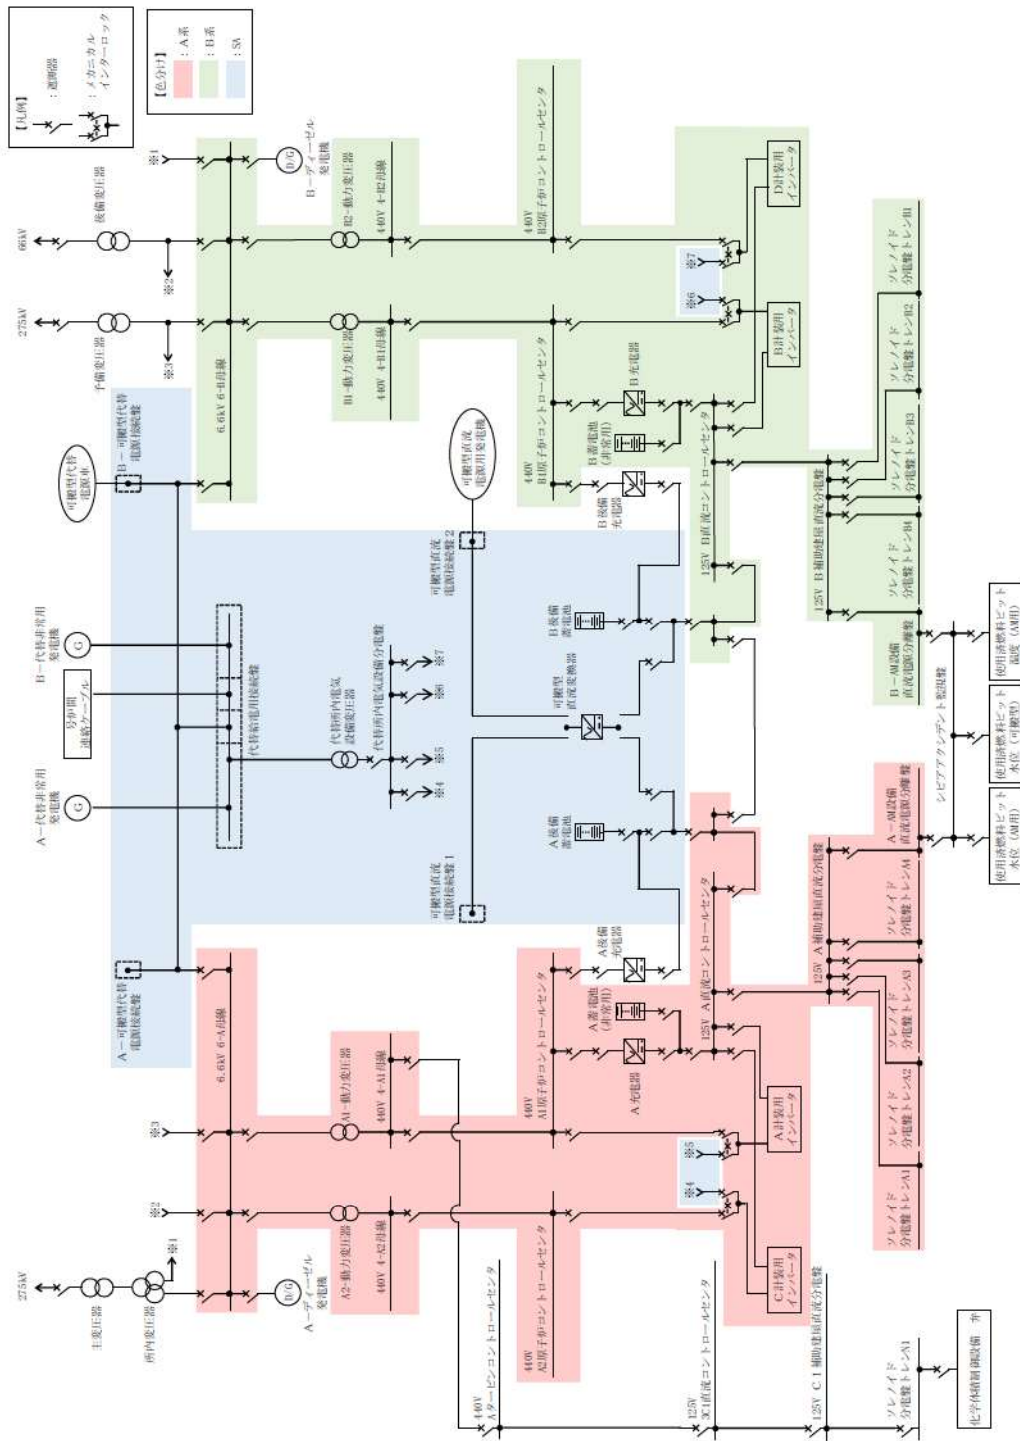 【凡例】
：遮断器
：メカニカル
インターロック
【色分け】
：A系
：B系
：SA
275kV
主変圧器
所内変圧器
※1
※2
※3
A－ディーゼル
発電機
D/G
6.6kV 6-A母線
A2-動力変圧器
440V 4-A2母線
A1-動力変圧器
440V 4-A1母線
440V
Aタービンコントロールセンタ
440V
A2原子炉コントロールセンタ
440V
A1原子炉コントロールセンタ
※4
※5
C計装用
インバータ
A計装用
インバータ
A充電器
A蓄電池
(非常用)
A後備
充電器
125V A直流コントロールセンタ
125V
3C1直流コントロールセンタ
125V C1補助建屋直流分電盤
ソレノイド
分電盤トレンN1
化学体積制御設備 弁
125V A補助建屋直流分電盤
ソレノイド
分電盤トレンA1
ソレノイド
分電盤トレンA2
ソレノイド
分電盤トレンA3
ソレノイド
分電盤トレンA4
A－AM設備
直流電源分離盤
A－可搬型代替
電源接続盤
A－代替非常用
発電機
G
号炉間
連絡ケーブル
B－代替非常用
発電機
G
代替給電用接続盤
代替所内電気
設備変圧器
代替所内電気設備分電盤
※4
※5
※6
※7
可搬型直流
電源接続盤1
A後備
蓄電池
可搬型
直流変換器
B後備
蓄電池
可搬型直流
電源接続盤2
可搬型直流
電源用発電機
可搬型代替
電源車
B－可搬型代替
電源接続盤
275kV
予備変圧器
※3
66kV
後備変圧器
※2
※1
6.6kV 6-B母線
D/G
B－ディーゼル
発電機
B1-動力変圧器
440V 4-B1母線
B2-動力変圧器
440V 4-B2母線
440V
B1原子炉コントロールセンタ
440V
B2原子炉コントロールセンタ
B後備
充電器
B蓄電池
(非常用)
B充電器
※6
※7
B計装用
インバータ
D計装用
インバータ
125V B直流コントロールセンタ
125V B補助建屋直流分電盤
B－AM設備
直流電源分離盤
ソレノイド
分電盤トレンB4
ソレノイド
分電盤トレンB3
ソレノイド
分電盤トレンB2
ソレノイド
分電盤トレンB1
シビアアクシデント監視盤
使用済燃料ピット
水位（AM用）
使用済燃料ピット
水位（可搬型）
使用済燃料ピット
温度（AM用）